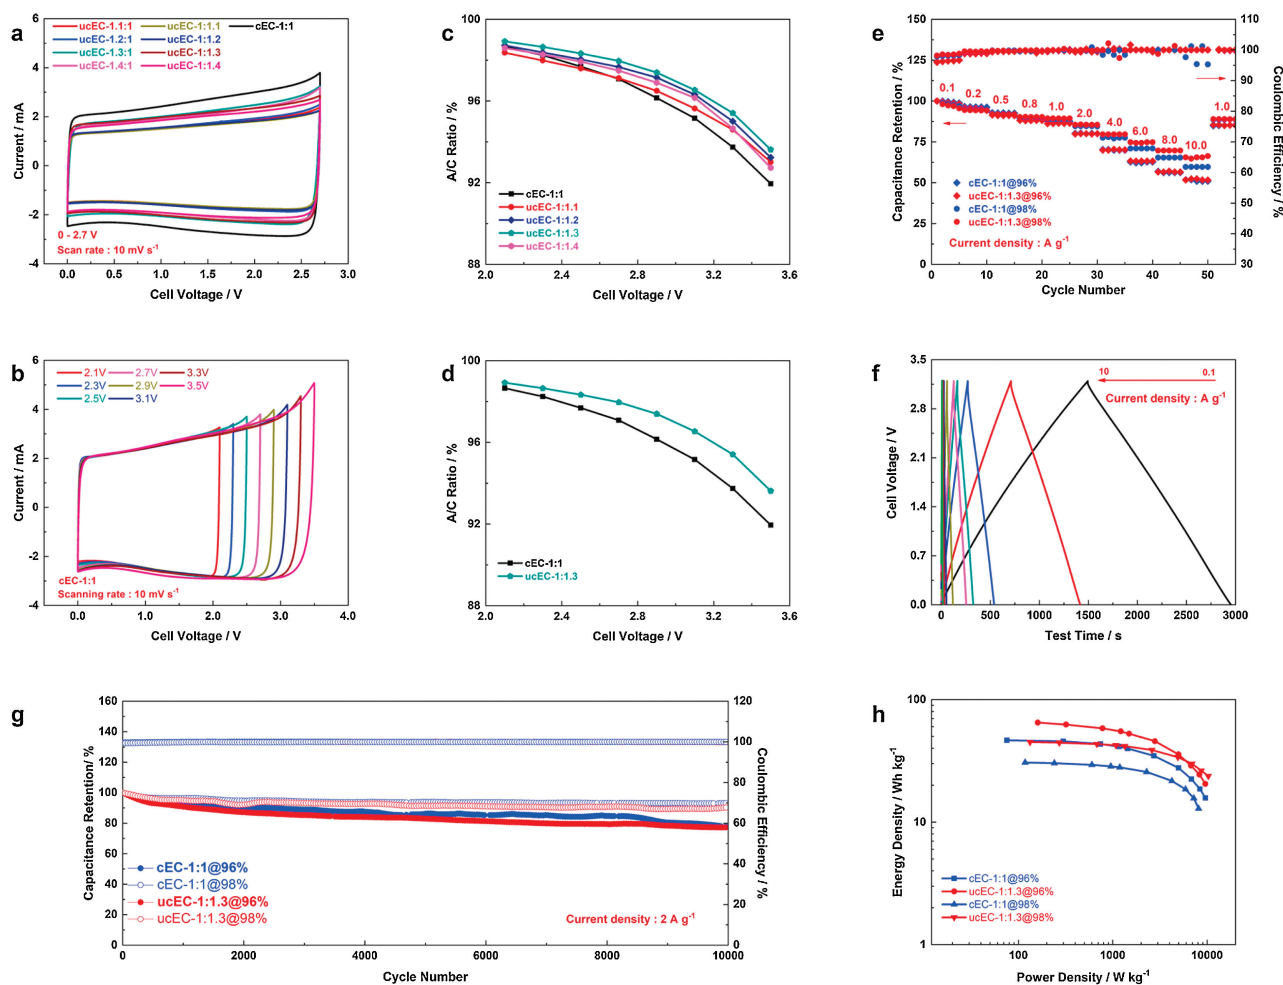 a
6
4
2
0
-2
-4
Current / mA
ucEC-1.1:1
ucEC-1:1.1
cEC-1:1
ucEC-1.2:1
ucEC-1:1.2
ucEC-1.3:1
ucEC-1:1.3
ucEC-1.4:1
ucEC-1:1.4
0 - 2.7 V
Scan rate : 10 mV s⁻¹
0.0 0.5 1.0 1.5 2.0 2.5 3.0
Cell Voltage / V
c
100
96
92
88
A/C Ratio / %
cEC-1:1
ucEC-1:1.1
ucEC-1:1.2
ucEC-1:1.3
ucEC-1:1.4
2.0 2.4 2.8 3.2 3.6
Cell Voltage / V
e
150
125
100
75
50
25
0
Capacitance Retention / %
110
100
90
80
70
60
50
40
30
Coulombic Efficiency / %
0.1 0.2 0.5 0.8 1.0 2.0 4.0 6.0 8.0 10.0 1.0
cEC-1:1@96%
ucEC-1:1.3@96%
cEC-1:1@98%
ucEC-1:1.3@98%
Current density : A g⁻¹
0 10 20 30 40 50
Cycle Number
b
6
4
2
0
-2
-4
Current / mA
2.1V 2.7V 3.3V
2.3V 2.9V 3.5V
2.5V 3.1V
cEC-1:1
Scanning rate : 10 mV s⁻¹
0.0 1.0 2.0 3.0 4.0
Cell Voltage / V
d
100
96
92
88
A/C Ratio / %
cEC-1:1
ucEC-1:1.3
2.0 2.4 2.8 3.2 3.6
Cell Voltage / V
f
3.5
2.8
2.1
1.4
0.7
0.0
Cell Voltage / V
10 0.1
Current density : A g⁻¹
0 500 1000 1500 2000 2500 3000
Test Time / s
g
160
140
120
100
80
60
40
20
0
Capacitance Retention/ %
120
100
80
60
40
20
0
Coulombic Efficiency / %
cEC-1:1@96%
cEC-1:1@98%
ucEC-1:1.3@96%
ucEC-1:1.3@98%
Current density : 2 A g⁻¹
0 2000 4000 6000 8000 10000
Cycle Number
h
100
10
1
Energy Density / Wh kg⁻¹
cEC-1:1@96%
ucEC-1:1.3@96%
cEC-1:1@98%
ucEC-1:1.3@98%
100 1000 10000
Power Density / W kg⁻¹